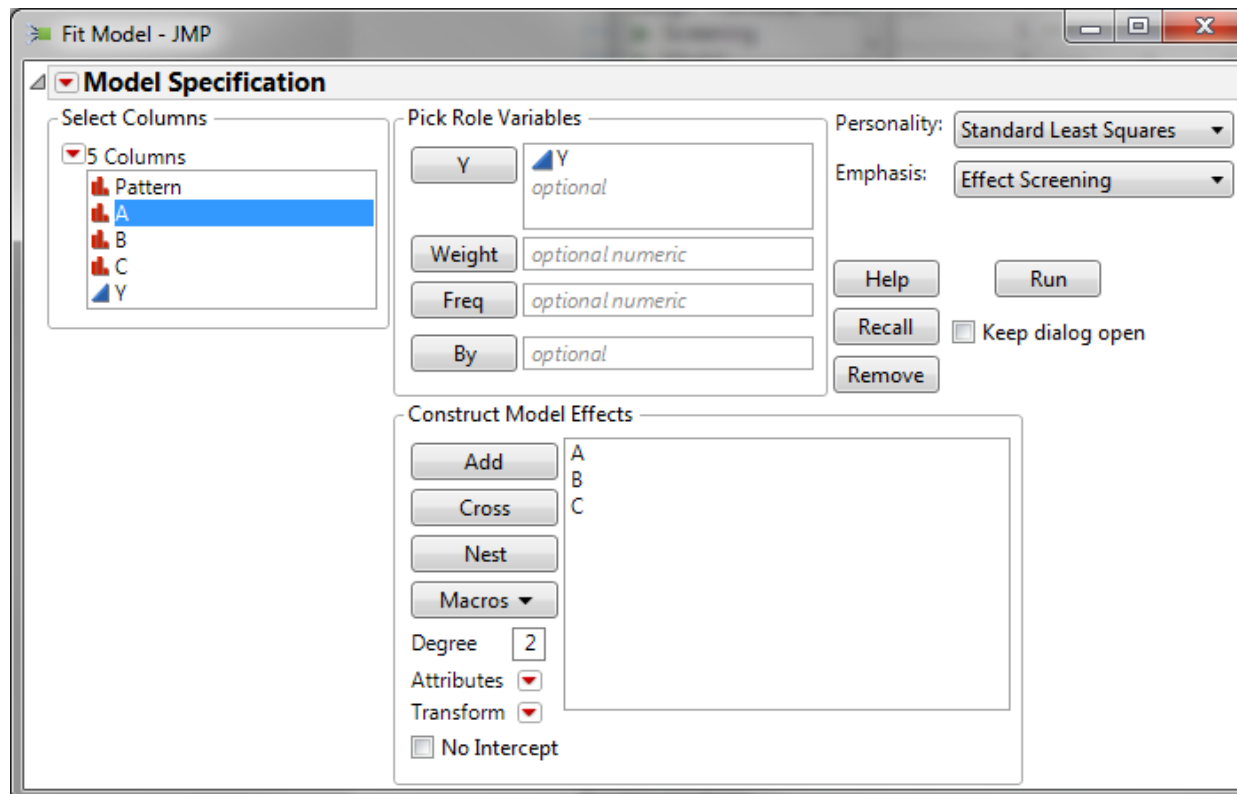 Fit Model - JMP
Screening
Model Specification
Select Columns
5 Columns
Pattern
A
B
C
Y
Pick Role Variables
Y
Y
optional
Weight
optional numeric
Freq
optional numeric
By
optional
Personality:
Standard Least Squares
Emphasis:
Effect Screening
Help
Run
Recall
Keep dialog open
Remove
Construct Model Effects
Add
A
B
Cross
C
Nest
Macros
Degree 2
Attributes
Transform
No Intercept